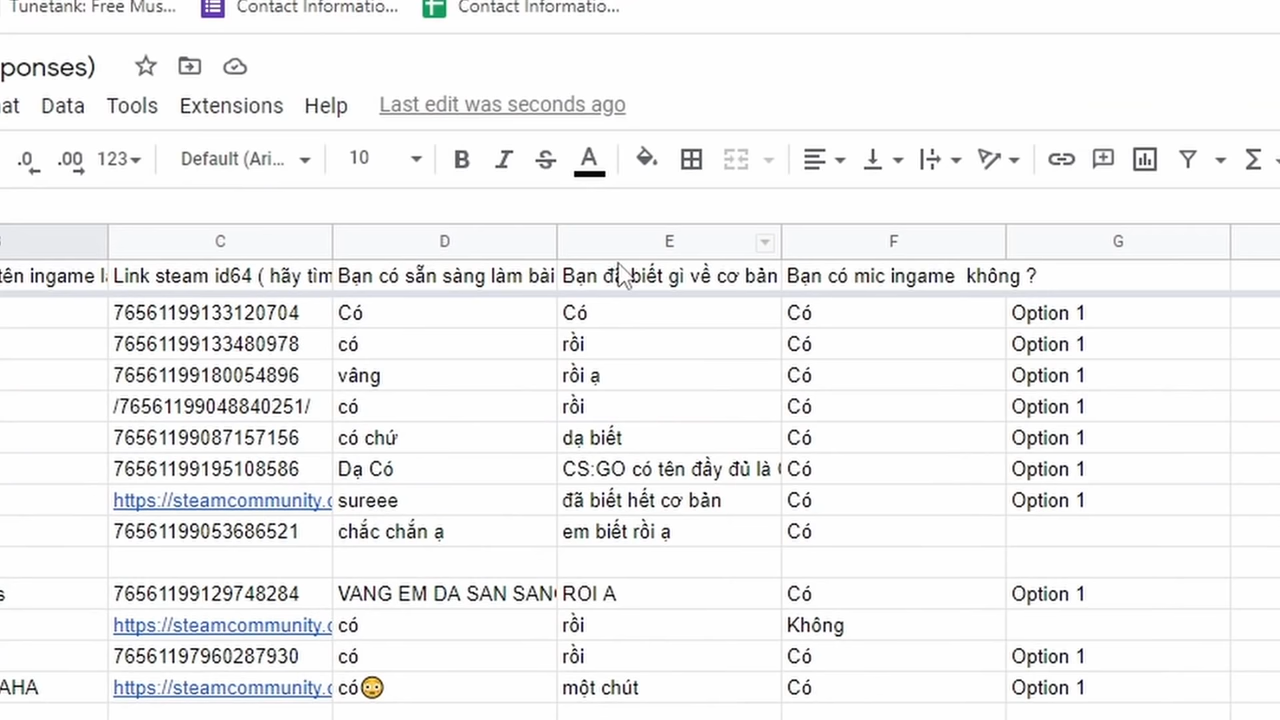 Tunetank: Free Mus... Contact Informatio... Contact Informatio...
ponses)
at Data Tools Extensions Help Last edit was seconds ago
.0 .00 123 Default (Ari... 10 B I S A
C D E F G
tên ingame l Link steam id64 ( hãy tìm Bạn có sẵn sàng làm bài Bạn đã biết gì về cơ bản Bạn có mic ingame không ?
76561199133120704 Có Có Có Option 1
76561199133480978 có rồi Có Option 1
76561199180054896 vâng rồi ạ Có Option 1
/76561199048840251/ có rồi Có Option 1
76561199087157156 có chứ dạ biết Có Option 1
76561199195108586 Dạ Có CS:GO có tên đầy đủ là Có Option 1
https://steamcommunity.c sureee đã biết hết cơ bản Có Option 1
76561199053686521 chắc chắn ạ em biết rồi ạ Có
s 76561199129748284 VANG EM DA SAN SANG ROI A Có Option 1
https://steamcommunity.c có rồi Không
76561197960287930 có rồi Có Option 1
AHA https://steamcommunity.c có😳 một chút Có Option 1